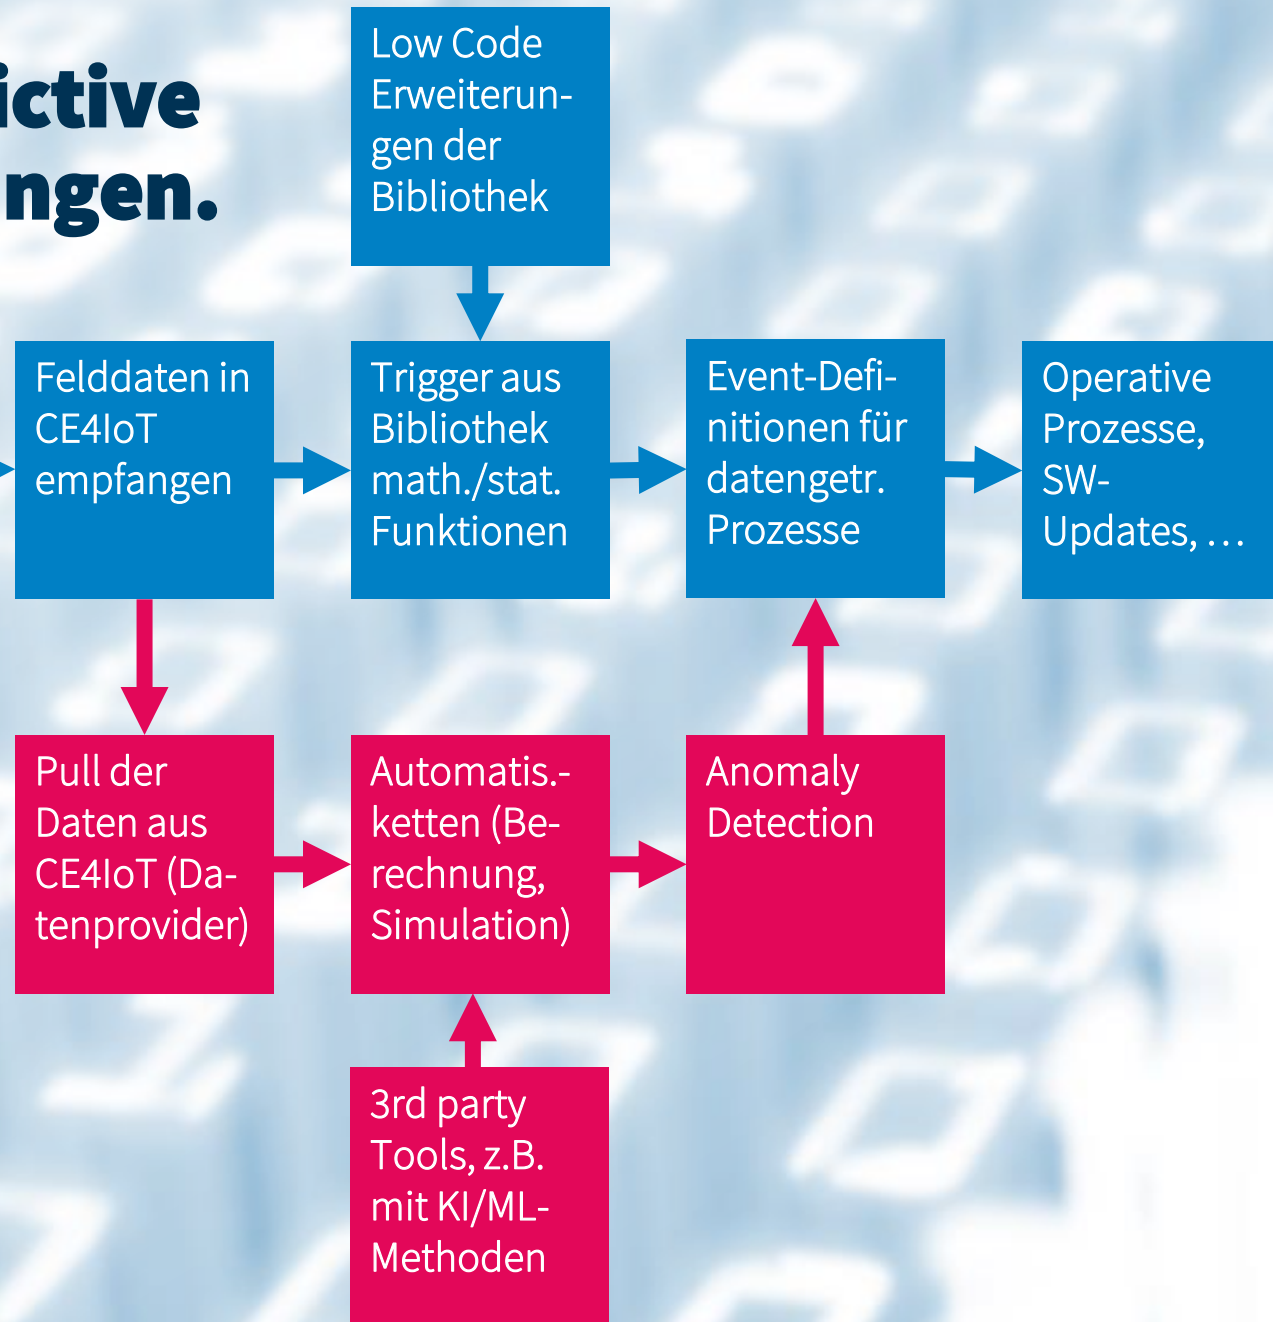 ictive
ngen.
Low Code
Erweiterun-
gen der
Bibliothek
Felddaten in
CE4IoT
empfangen
Trigger aus
Bibliothek
math./stat.
Funktionen
Event-Defi-
nitionen für
datengetr.
Prozesse
Operative
Prozesse,
SW-
Updates, …
Pull der
Daten aus
CE4IoT (Da-
tenprovider)
Automatis.-
ketten (Be-
rechnung,
Simulation)
Anomaly
Detection
3rd party
Tools, z.B.
mit KI/ML-
Methoden